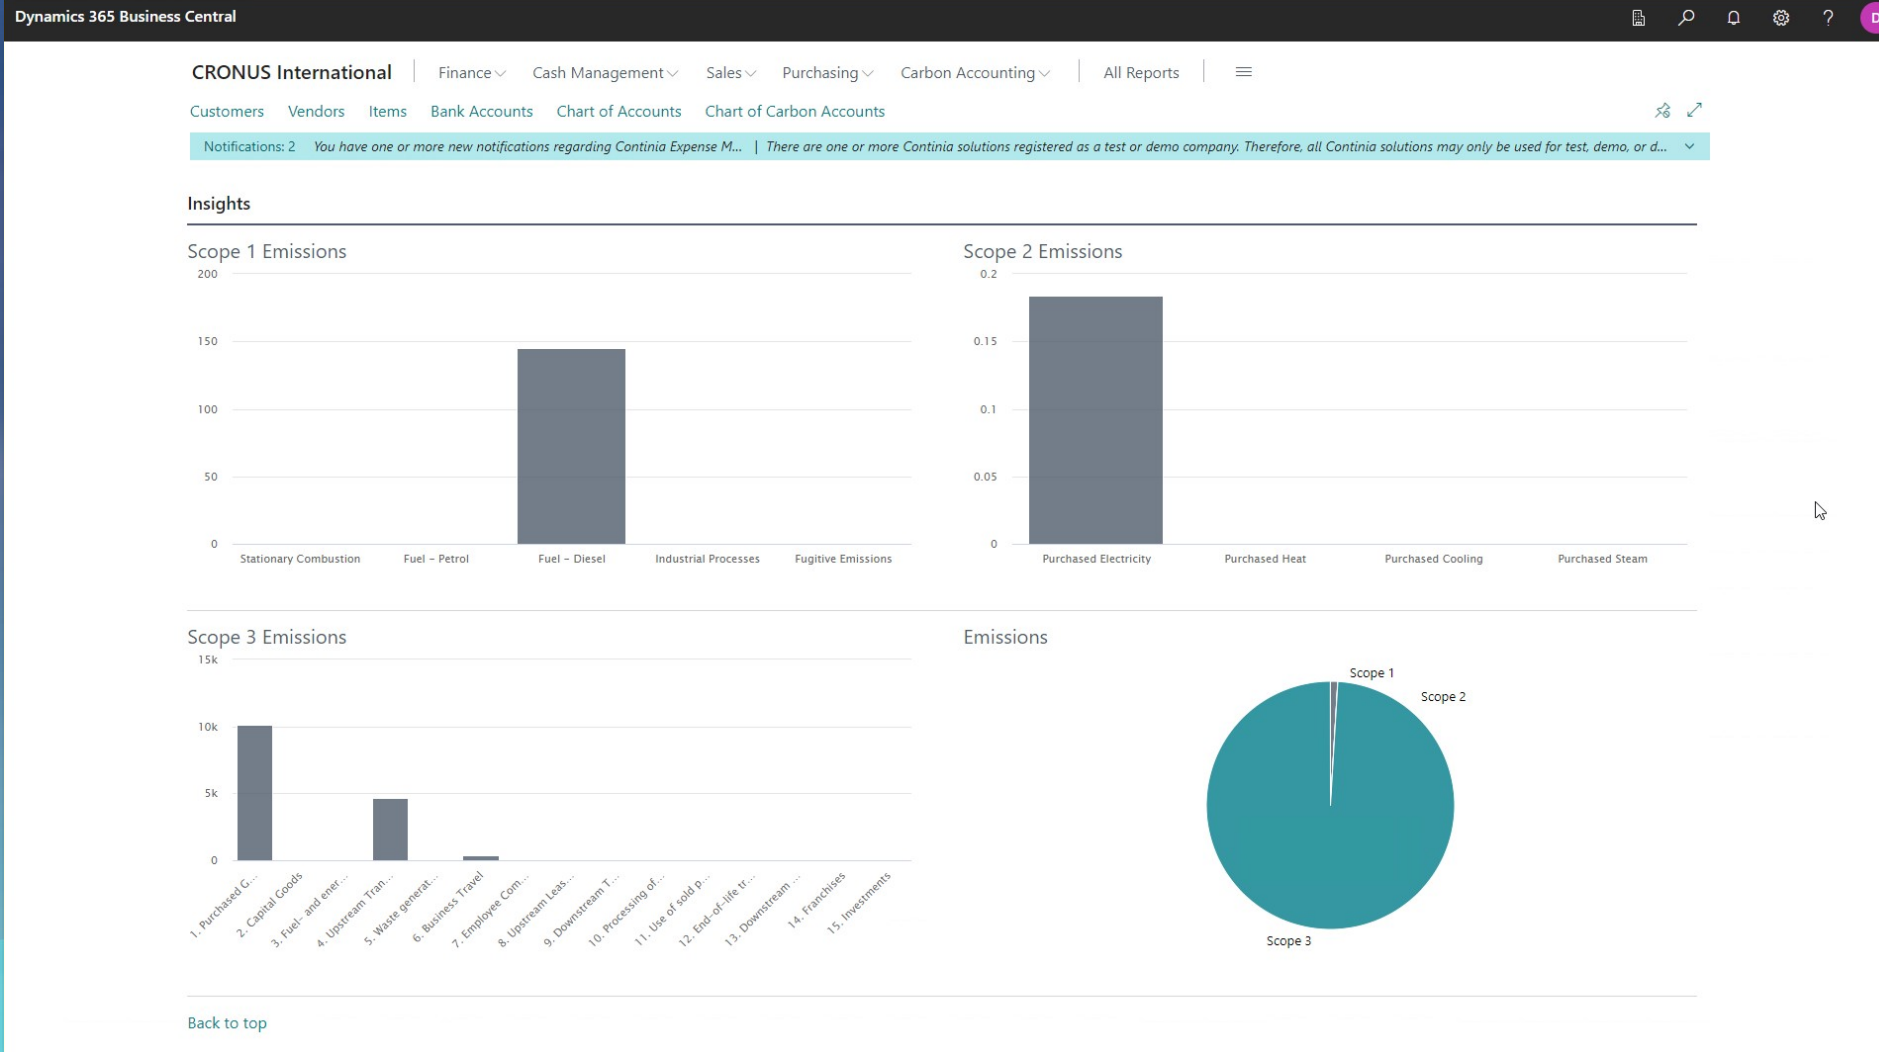 Dynamics 365 Business Central
?
D
CRONUS International
Finance
Cash Management
Sales
Purchasing
Carbon Accounting
All Reports
Customers
Vendors
Items
Bank Accounts
Chart of Accounts
Chart of Carbon Accounts
Notifications: 2
You have one or more new notifications regarding Continia Expense M...
There are one or more Continia solutions registered as a test or demo company. Therefore, all Continia solutions may only be used for test, demo, or d...
Insights
Scope 1 Emissions
200
150
100
50
0
Stationary Combustion
Fuel - Petrol
Fuel - Diesel
Industrial Processes
Fugitive Emissions
Scope 2 Emissions
0.2
0.15
0.1
0.05
0
Purchased Electricity
Purchased Heat
Purchased Cooling
Purchased Steam
Scope 3 Emissions
15k
10k
5k
0
1. Purchased G...
2. Capital Goods
3. Fuel- and ener...
4. Upstream Tran...
5. Waste generat...
6. Business Travel
7. Employee Com...
8. Upstream Leas...
9. Downstream T...
10. Processing of...
11. Use of sold p...
12. End-of-life tr...
13. Downstream ...
14. Franchises
15. Investments
Emissions
Scope 1
Scope 2
Scope 3
Back to top